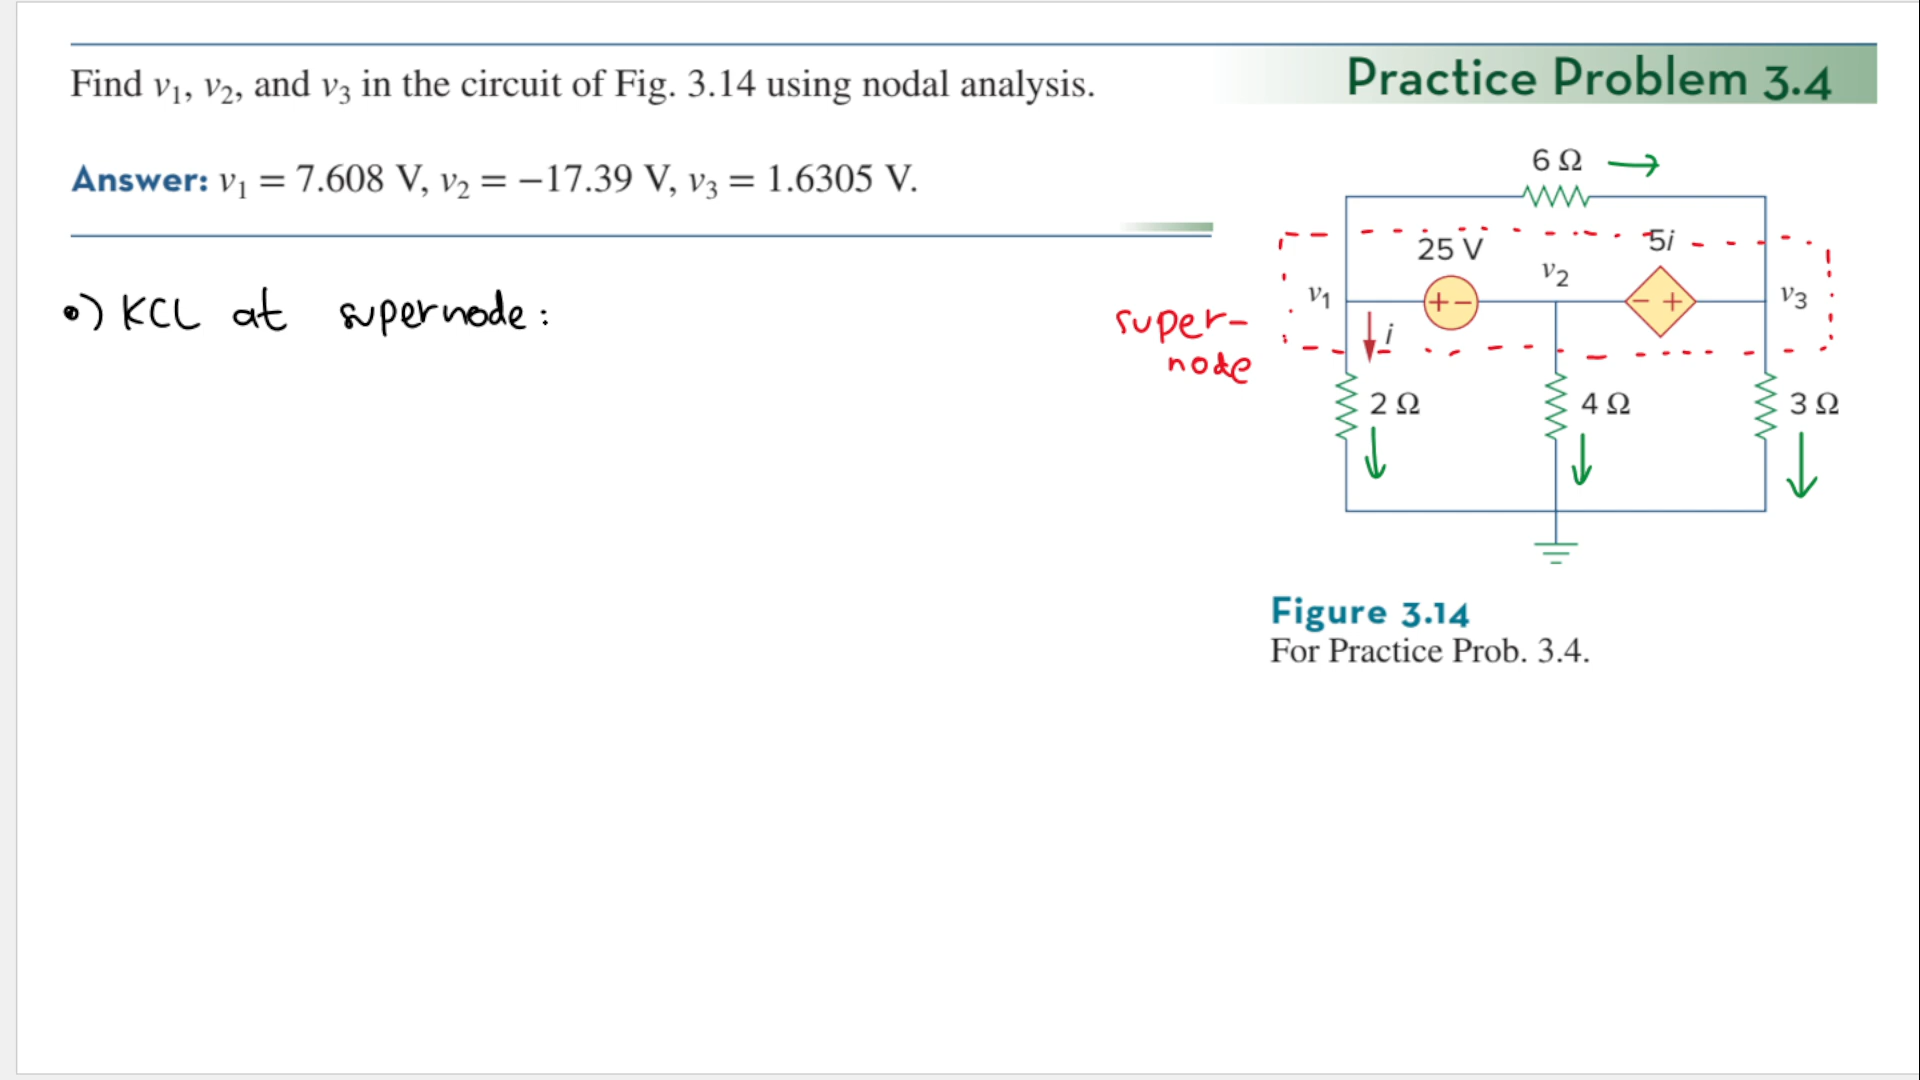 Find v1, v2, and v3 in the circuit of Fig. 3.14 using nodal analysis.
Practice Problem 3.4
Answer: v1 = 7.608 V, v2 = −17.39 V, v3 = 1.6305 V.
•) KCL at supernode:
6 Ω
25 V
5i
v1
v2
v3
+ −
− +
i
super-
node
2 Ω
4 Ω
3 Ω
Figure 3.14
For Practice Prob. 3.4.